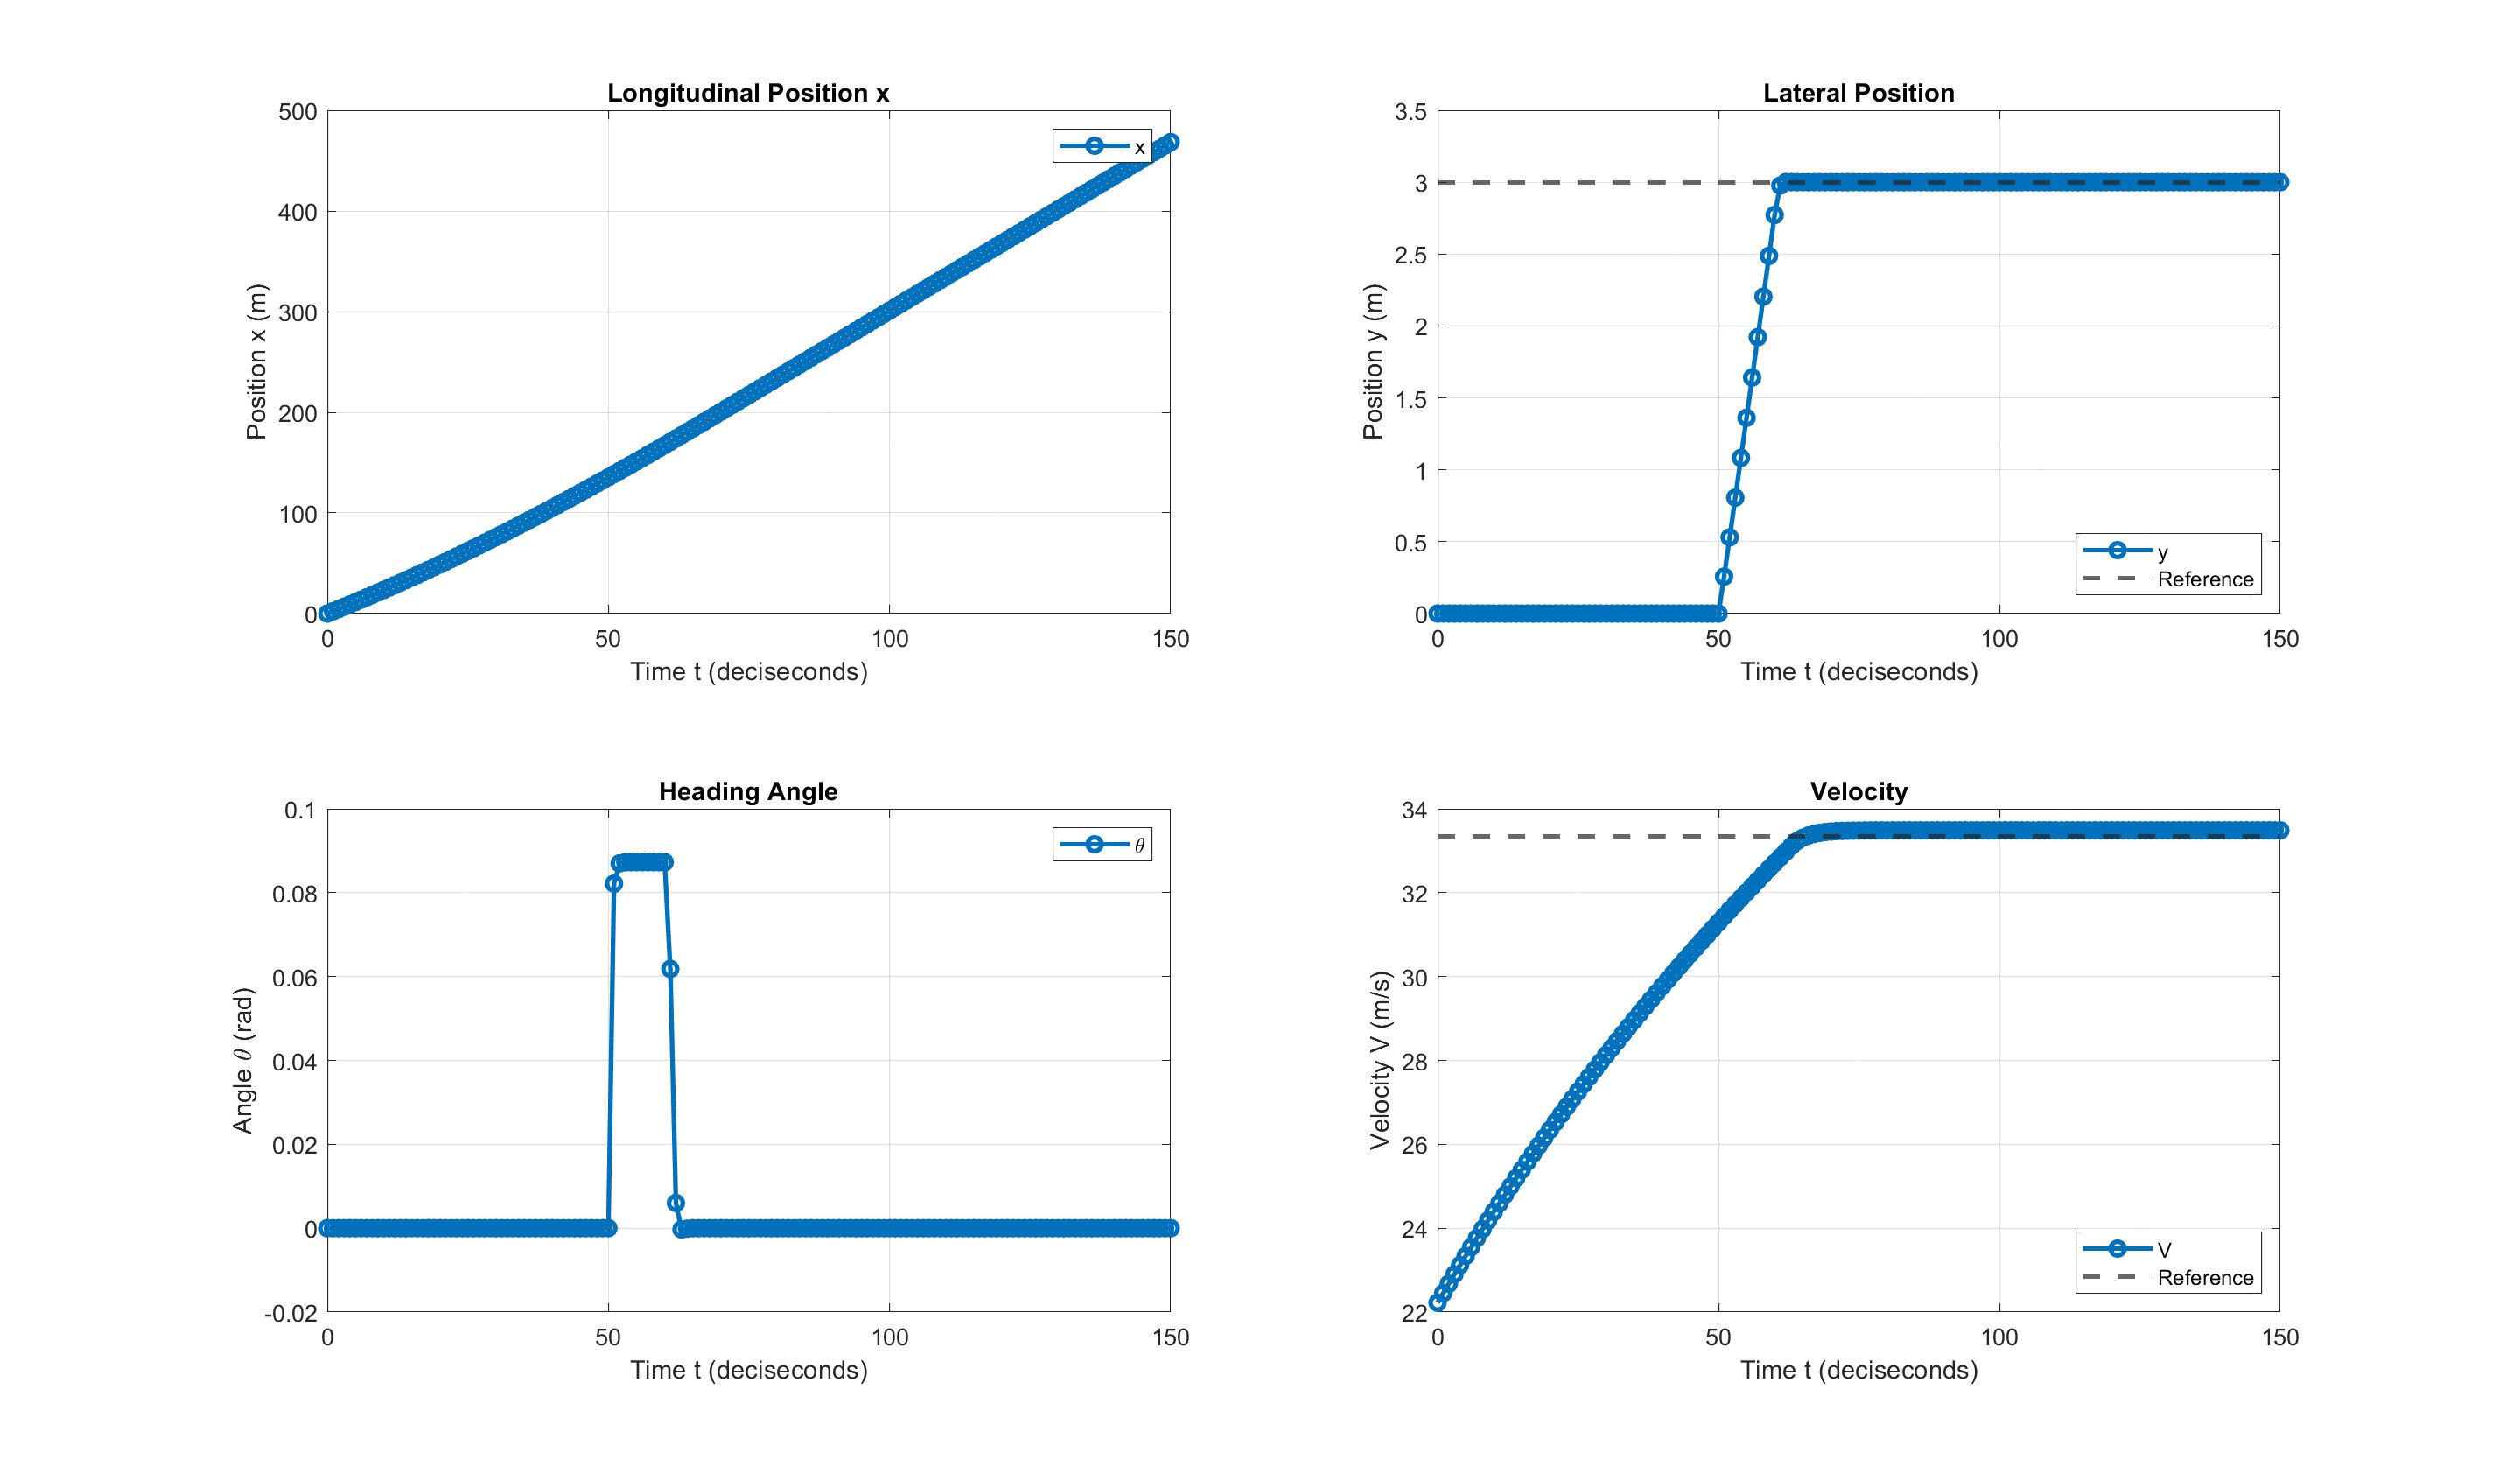 Longitudinal Position x
500
400
300
200
100
0
Position x (m)
x
0 50 100 150
Time t (deciseconds)
Lateral Position
3.5
3
2.5
2
1.5
1
0.5
0
Position y (m)
y
Reference
0 50 100 150
Time t (deciseconds)
Heading Angle
0.1
0.08
0.06
0.04
0.02
0
-0.02
Angle θ (rad)
θ
0 50 100 150
Time t (deciseconds)
Velocity
34
32
30
28
26
24
22
Velocity V (m/s)
V
Reference
0 50 100 150
Time t (deciseconds)